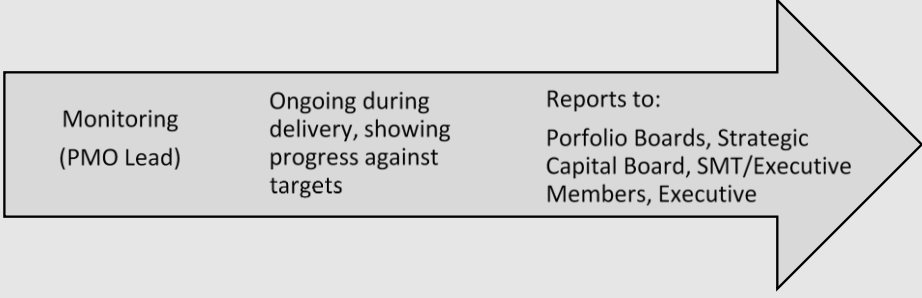 Monitoring
(PMO Lead)
Ongoing during
delivery, showing
progress against
targets
Reports to:
Porfolio Boards, Strategic
Capital Board, SMT/Executive
Members, Executive